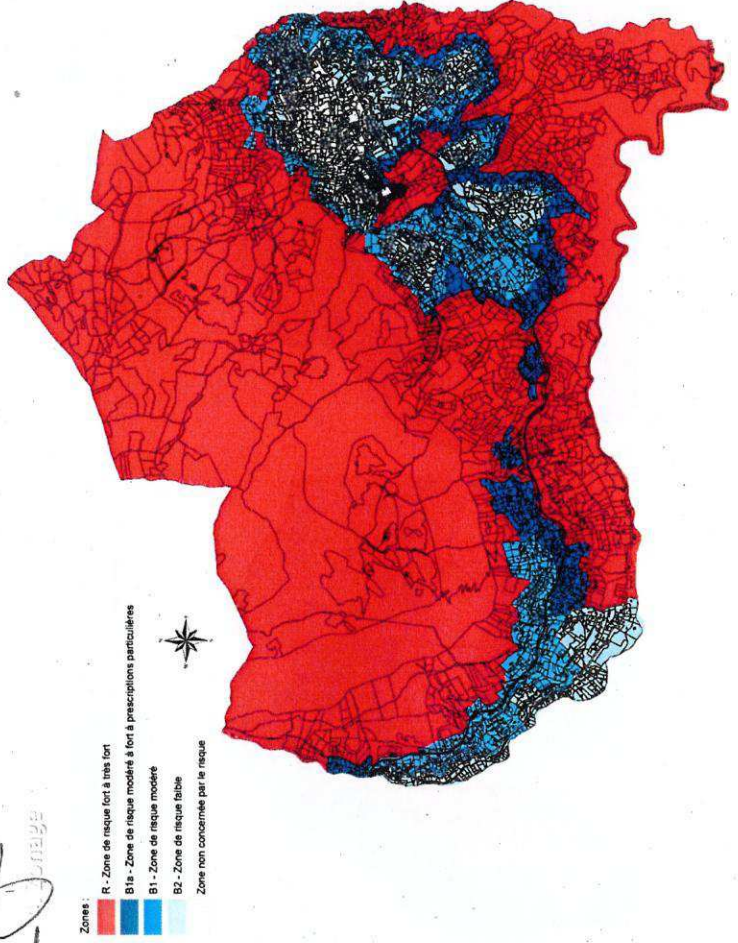 Zones :
R - Zone de risque fort à très fort
B1a - Zone de risque modéré à fort à prescriptions particulières
B1 - Zone de risque modéré
B2 - Zone de risque faible
Zone non concernée par le risque